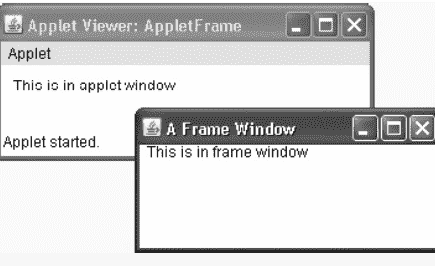 Applet Viewer: AppletFrame
Applet
This is in applet window
Applet started.
A Frame Window
This is in frame window